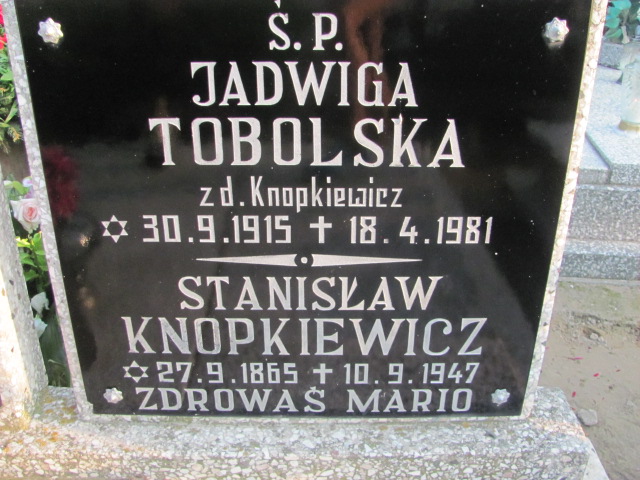 Ś.P.
JADWIGA
TOBOLSKA
zd. Knopkiewicz
✡ 30.9.1915 ✝ 18.4.1981
STANISŁAW
KNOPKIEWICZ
✡ 27.9.1865 ✝ 10.9.1947
ZDROWAŚ MARIO